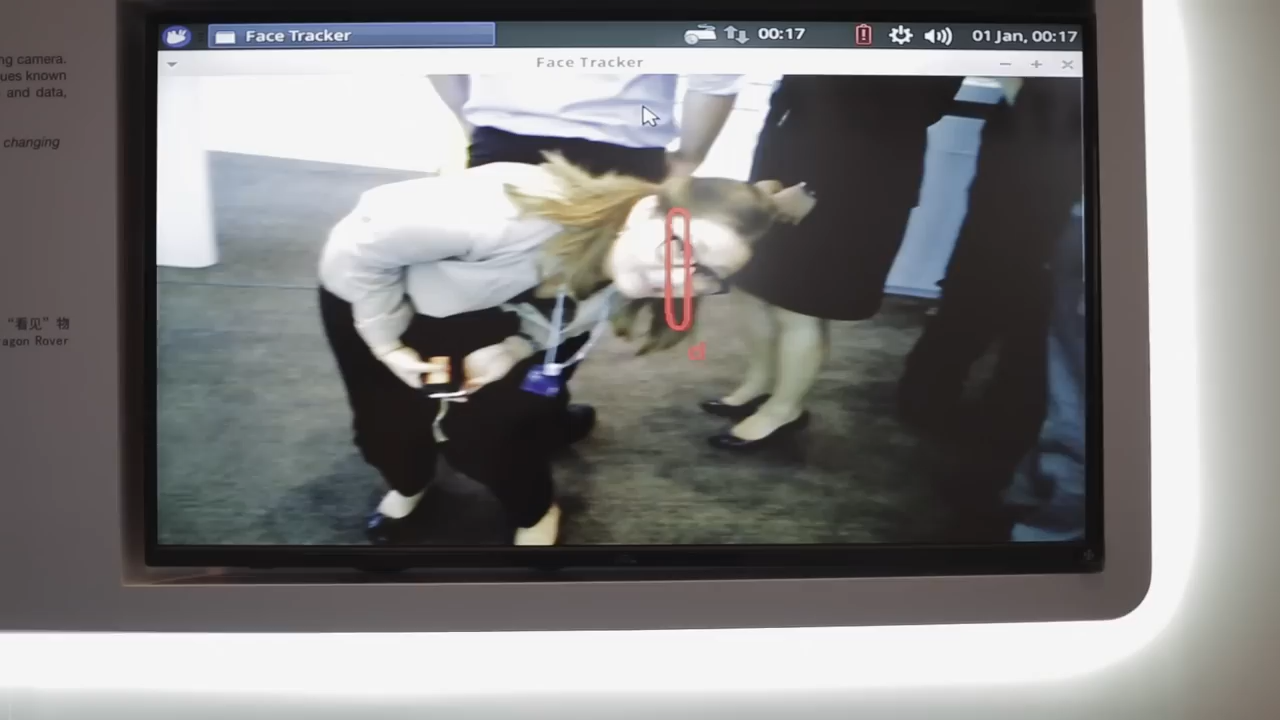 Face Tracker
00:17
01 Jan, 00:17
Face Tracker
ng camera.
ues known
and data,
changing
“看见” 物
agon Rover
d